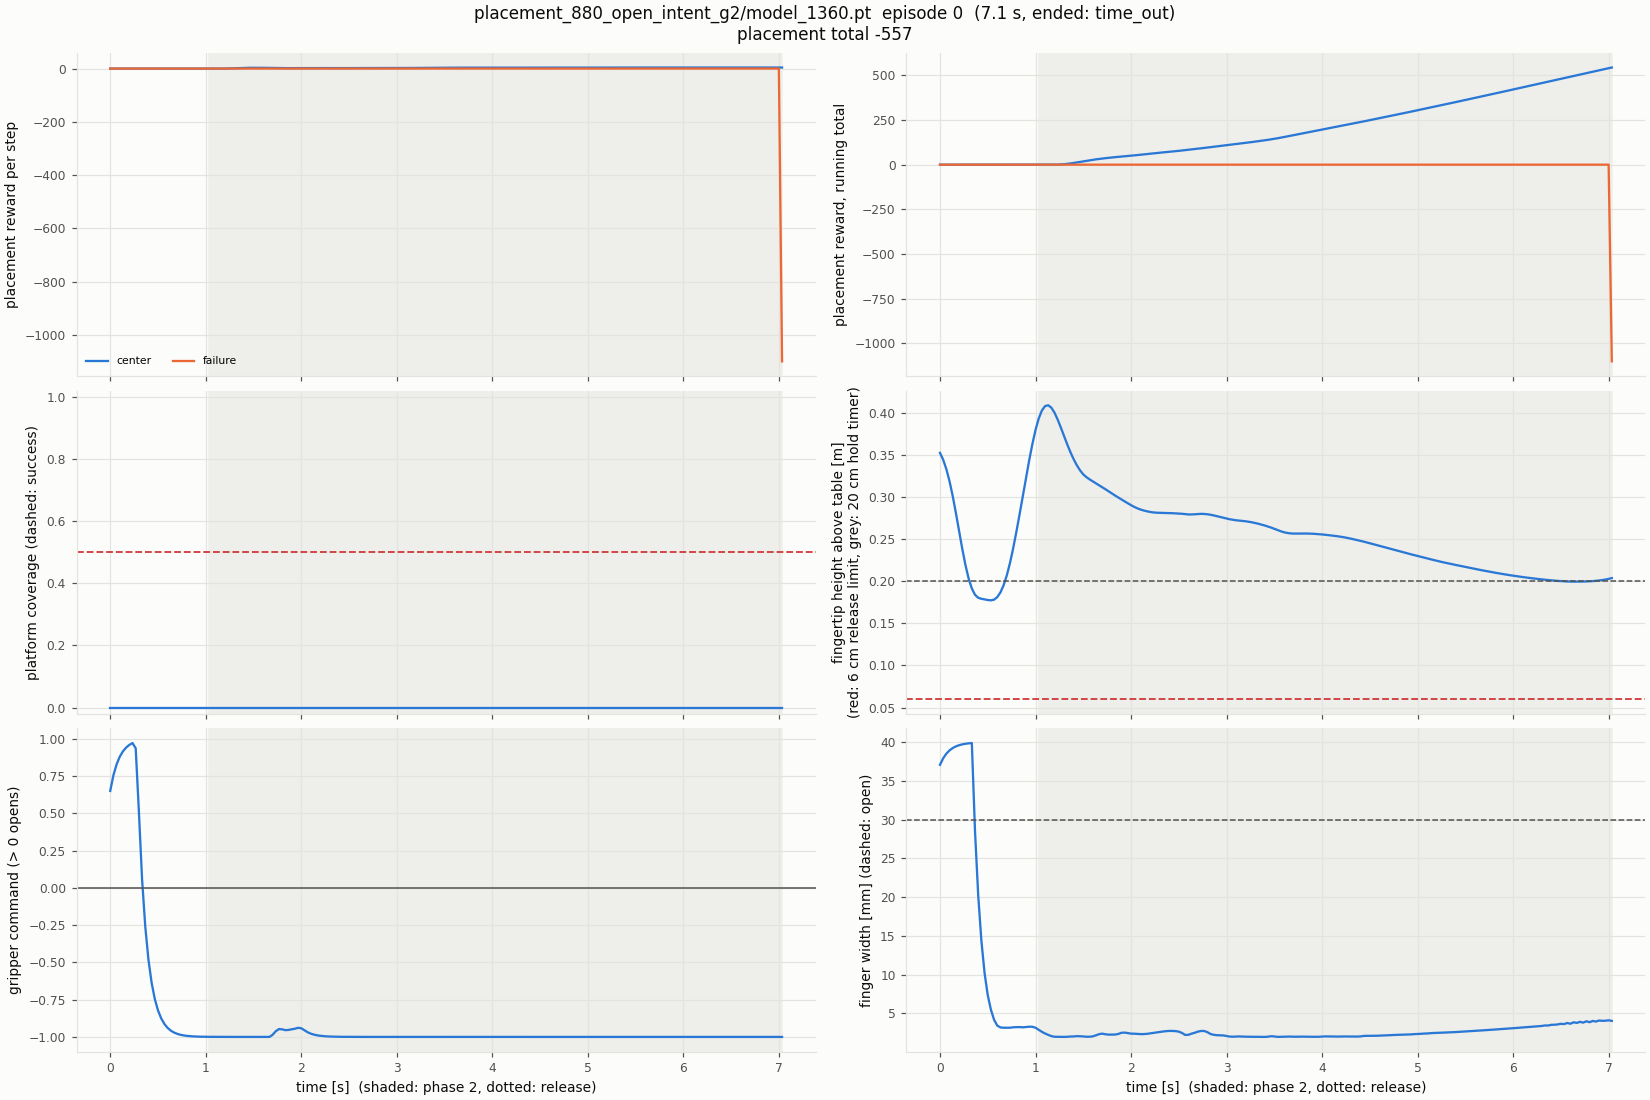 placement_880_open_intent_g2/model_1360.pt  episode 0  (7.1 s, ended: time_out)
placement total -557
placement reward per step
0
−200
−400
−600
−800
−1000
center
failure
placement reward, running total
500
250
0
−250
−500
−750
−1000
platform coverage (dashed: success)
1.0
0.8
0.6
0.4
0.2
0.0
fingertip height above table [m]
(red: 6 cm release limit, grey: 20 cm hold timer)
0.40
0.35
0.30
0.25
0.20
0.15
0.10
0.05
gripper command (> 0 opens)
1.00
0.75
0.50
0.25
0.00
−0.25
−0.50
−0.75
−1.00
0 1 2 3 4 5 6 7
time [s]  (shaded: phase 2, dotted: release)
finger width [mm] (dashed: open)
40
35
30
25
20
15
10
5
0 1 2 3 4 5 6 7
time [s]  (shaded: phase 2, dotted: release)